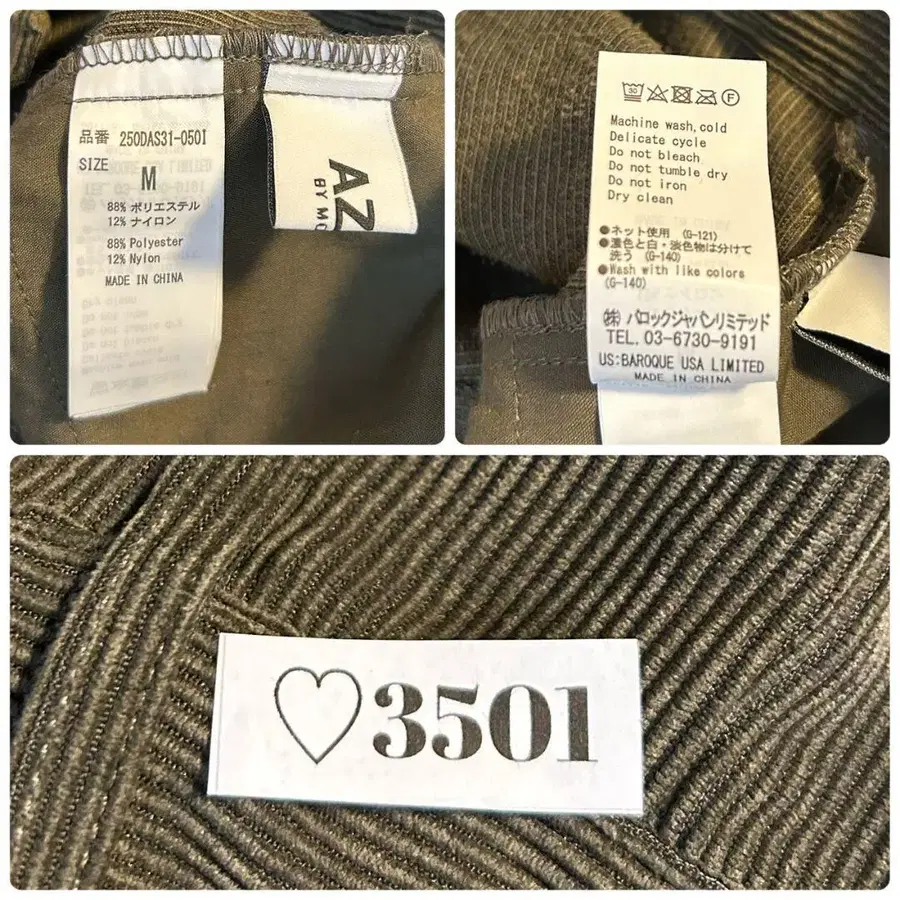 品番 250DAS31-0501
SIZE
M
88% ポリエステル
12% ナイロン
88% Polyester
12% Nylon
MADE IN CHINA
AZ
BY MO
30
F
Machine wash,cold
Delicate cycle
Do not bleach
Do not tumble dry
Do not iron
Dry clean
●ネット使用 (G-121)
●濃色と白・淡色物は分けて
洗う (G-140)
●Wash with like colors
(G-140)
㈱ バロックジャパンリミテッド
TEL. 03-6730-9191
US:BAROQUE USA LIMITED
MADE IN CHINA
♡3501